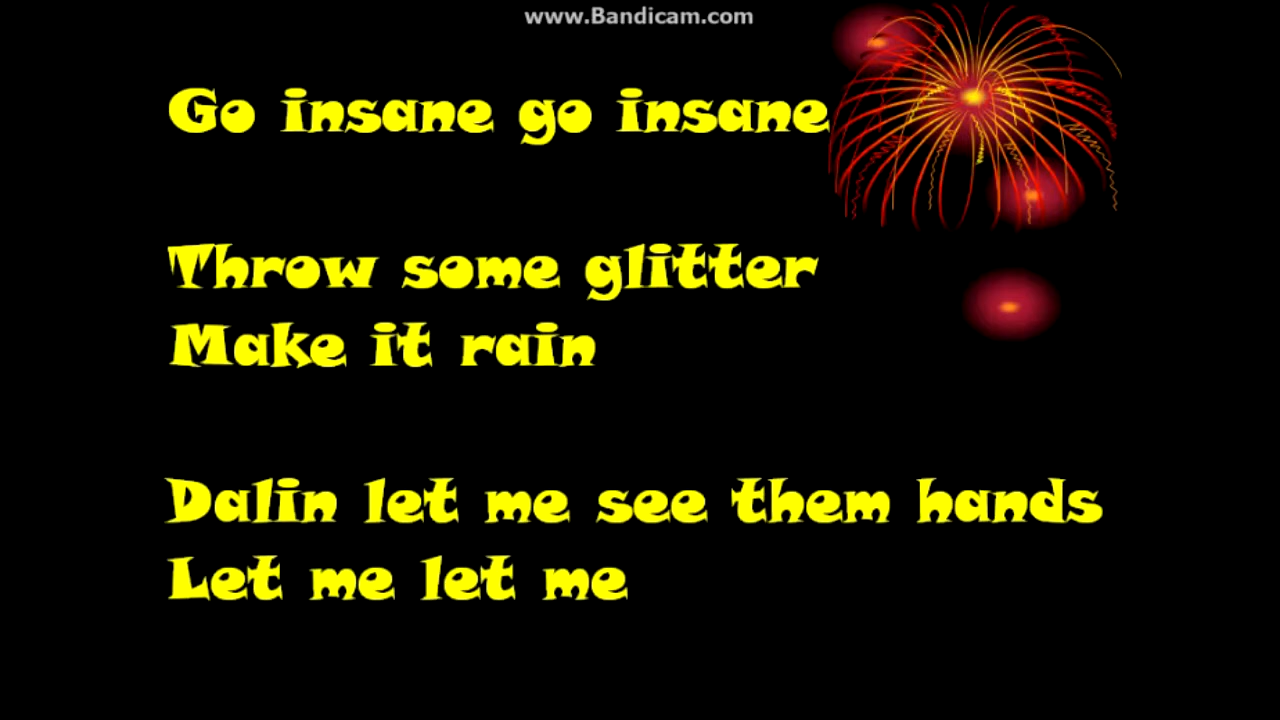 www.Bandicam.com
Go insane go insane
Throw some glitter
Make it rain
Dalin let me see them hands
Let me let me